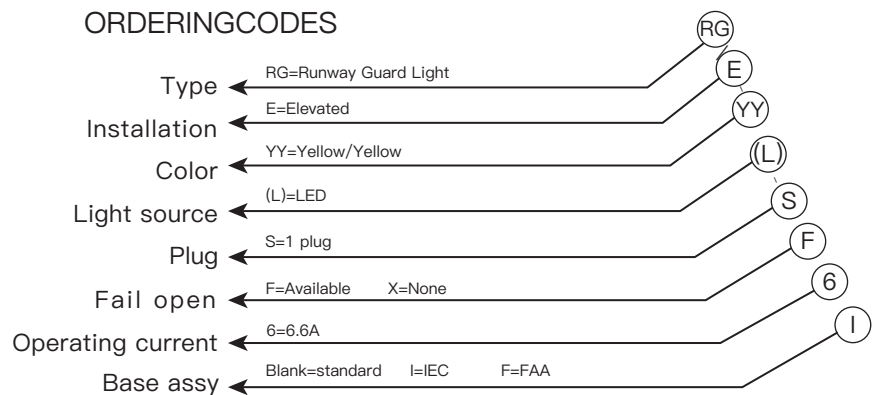 ORDERINGCODES
RG
Type RG=Runway Guard Light
E
Installation E=Elevated
YY
Color YY=Yellow/Yellow
(L)
Light source (L)=LED
S
Plug S=1 plug
F
Fail open F=Available X=None
6
Operating current 6=6.6A
I
Base assy Blank=standard I=IEC F=FAA